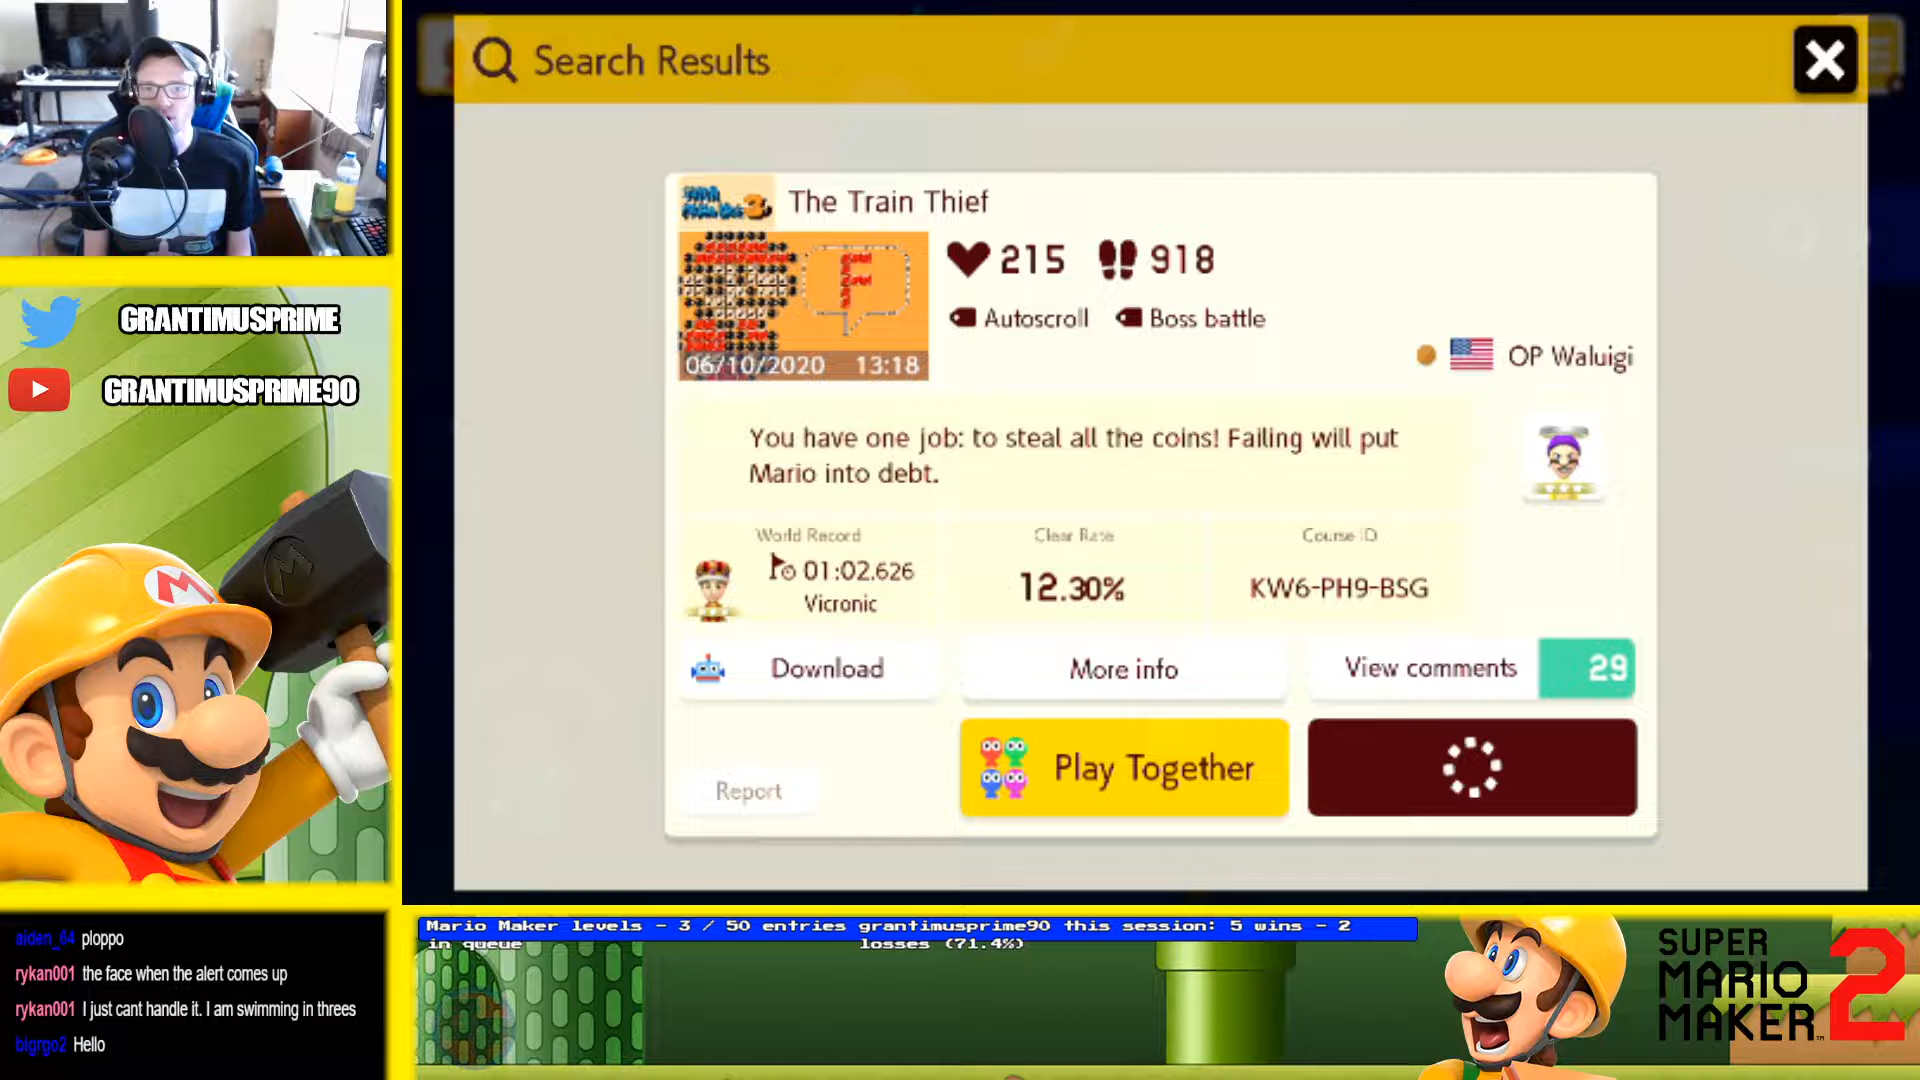 Search Results
The Train Thief
215 918
Autoscroll Boss battle
F
06/10/2020 13:18
OP Waluigi
You have one job: to steal all the coins! Failing will put
Mario into debt.
World Record
01:02.626
Vicronic
Clear Rate
12.30%
Course ID
KW6-PH9-BSG
Download
More info
View comments 29
Report
Play Together
GRANTIMUSPRIME
GRANTIMUSPRIME90
M
aiden_64 ploppo
rykan001 the face when the alert comes up
rykan001 I just cant handle it. I am swimming in threes
bigrgo2 Hello
Mario Maker levels - 3 / 50 entries
in queue
grantimusprime90 this session: 5 wins - 2
losses (71.4%)
SUPER
MARIO
MAKER 2